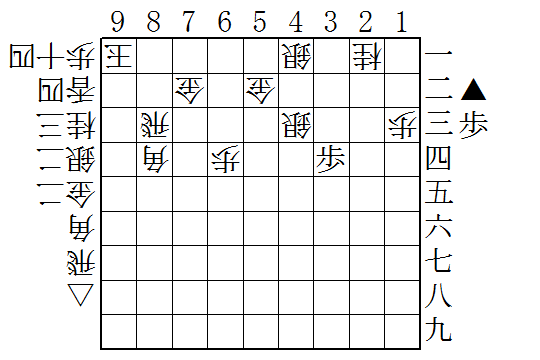 9 8 7 6 5 4 3 2 1
王 銀 桂 一
金 金 二
飛 銀 歩 三
角 歩 歩 四
五
六
七
八
九
▲歩
△飛角金二銀二桂三香四歩十四